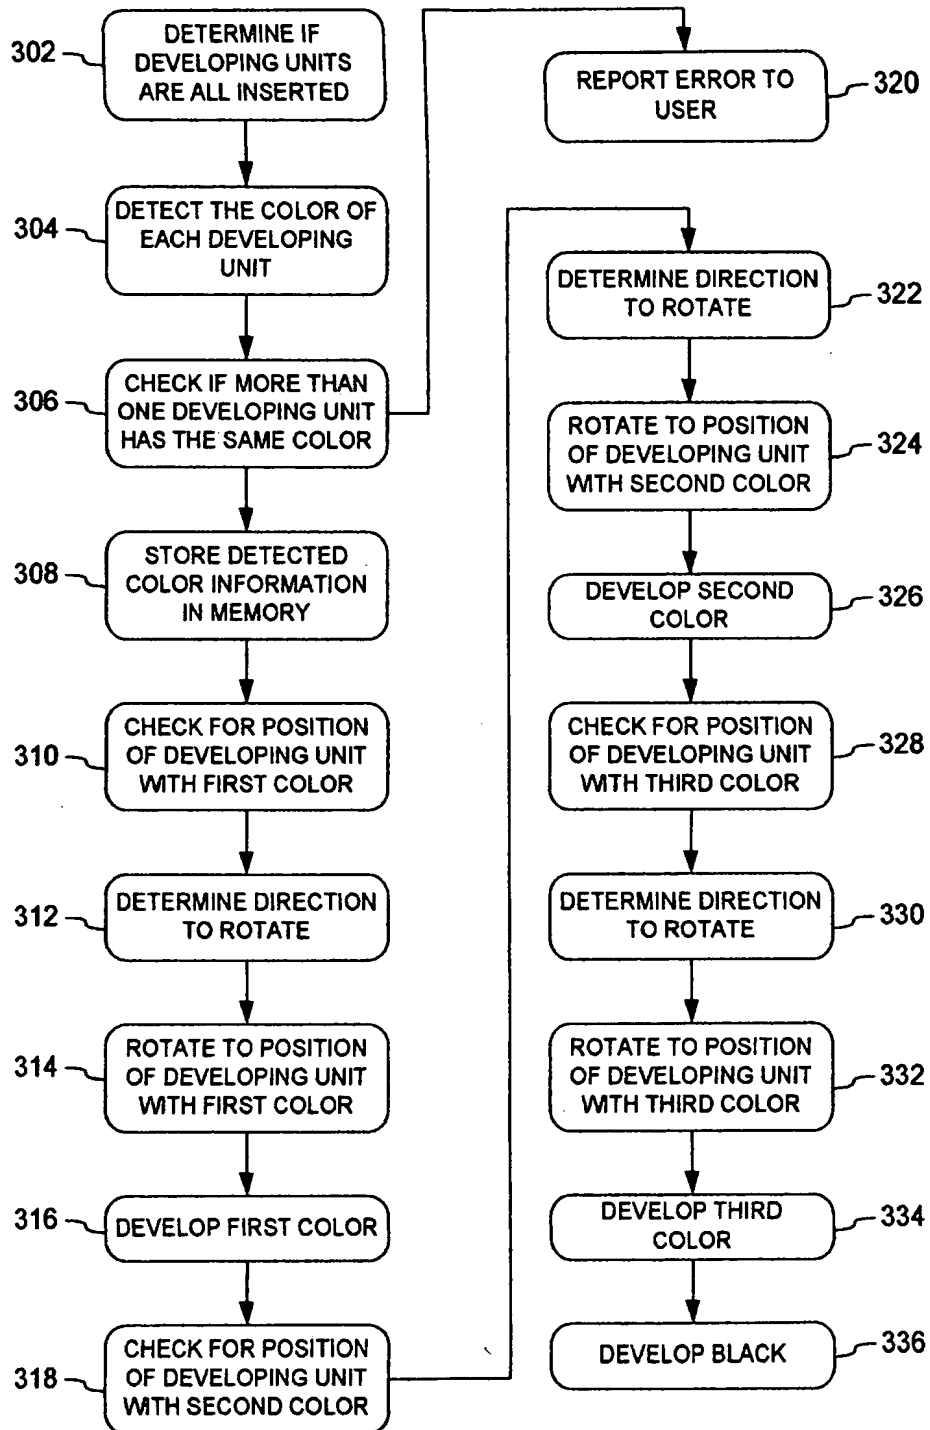 302
DETERMINE IF
DEVELOPING UNITS
ARE ALL INSERTED
304
DETECT THE COLOR OF
EACH DEVELOPING
UNIT
306
CHECK IF MORE THAN
ONE DEVELOPING UNIT
HAS THE SAME COLOR
308
STORE DETECTED
COLOR INFORMATION
IN MEMORY
310
CHECK FOR POSITION
OF DEVELOPING UNIT
WITH FIRST COLOR
312
DETERMINE DIRECTION
TO ROTATE
314
ROTATE TO POSITION
OF DEVELOPING UNIT
WITH FIRST COLOR
316
DEVELOP FIRST COLOR
318
CHECK FOR POSITION
OF DEVELOPING UNIT
WITH SECOND COLOR
REPORT ERROR TO
USER
320
DETERMINE DIRECTION
TO ROTATE
322
ROTATE TO POSITION
OF DEVELOPING UNIT
WITH SECOND COLOR
324
DEVELOP SECOND
COLOR
326
CHECK FOR POSITION
OF DEVELOPING UNIT
WITH THIRD COLOR
328
DETERMINE DIRECTION
TO ROTATE
330
ROTATE TO POSITION
OF DEVELOPING UNIT
WITH THIRD COLOR
332
DEVELOP THIRD
COLOR
334
DEVELOP BLACK
336